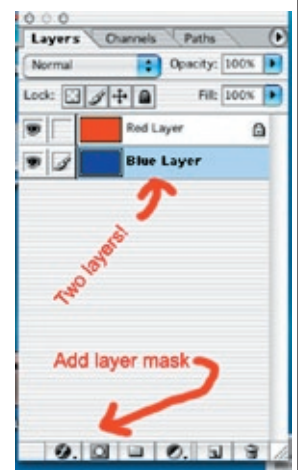 Layers Channels Paths
Normal Opacity: 100%
Lock: Fill: 100%
Red Layer
Blue Layer
Two layers!
Add layer mask